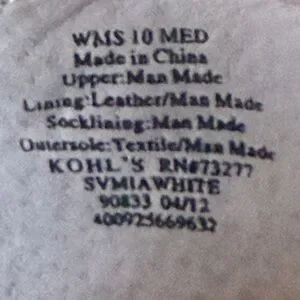 WMS 10 MED
Made in China
Upper:Man Made
Lining:Leather/Man Made
Socklining:Man Made
Outersole:Textile/Man Made
KOHL'S RN#73277
SVMIAWHITE
90833 04/12
400925669632